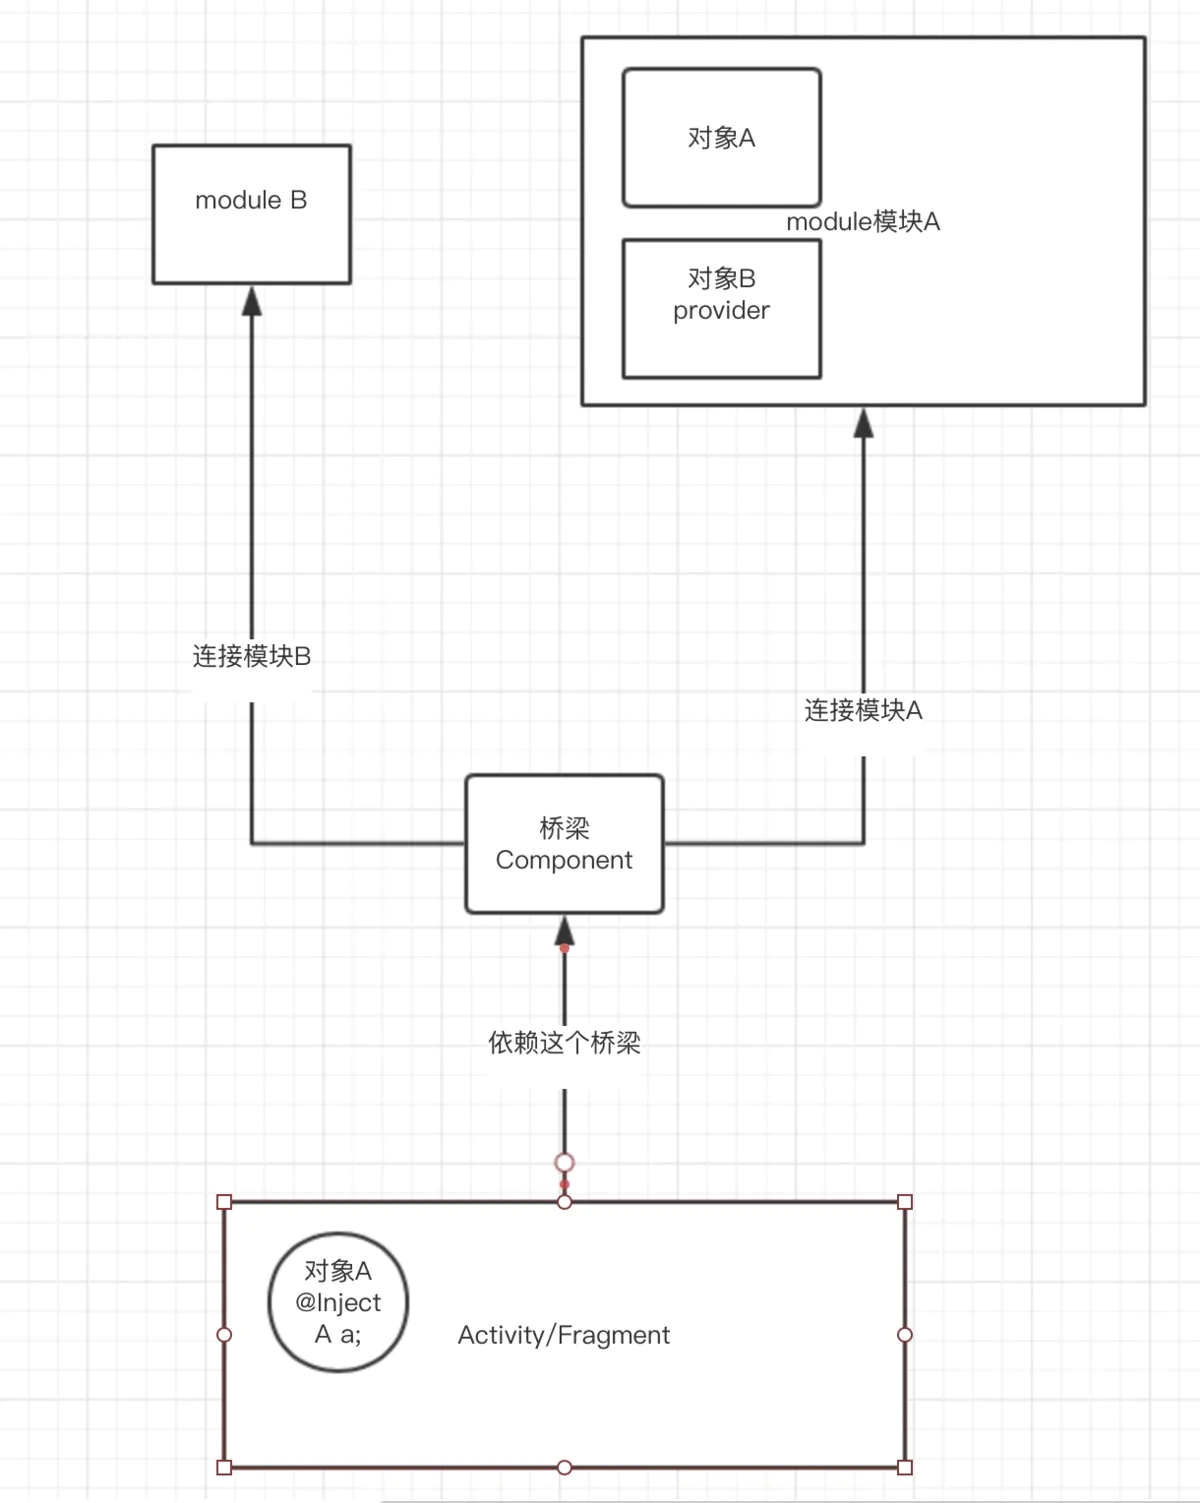 对象A
module B
module模块A
对象B
provider
连接模块B
连接模块A
桥梁
Component
依赖这个桥梁
对象A
@Inject
A a;
Activity/Fragment